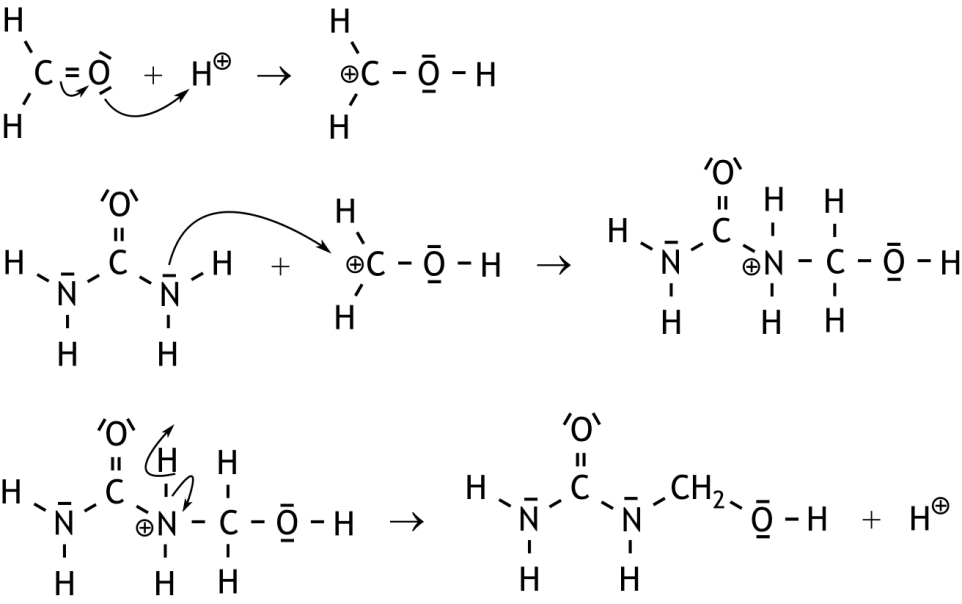 H H
C = O + H⊕ → ⊕C – O – H
H H
O
H H
O H
H C
H C H + ⊕C – O – H → N ⊕N – C – O – H
N N
H H H H
H H
O O
H H
H C H C CH₂
N ⊕N – C – O – H → N N O – H + H⊕
H H H H H